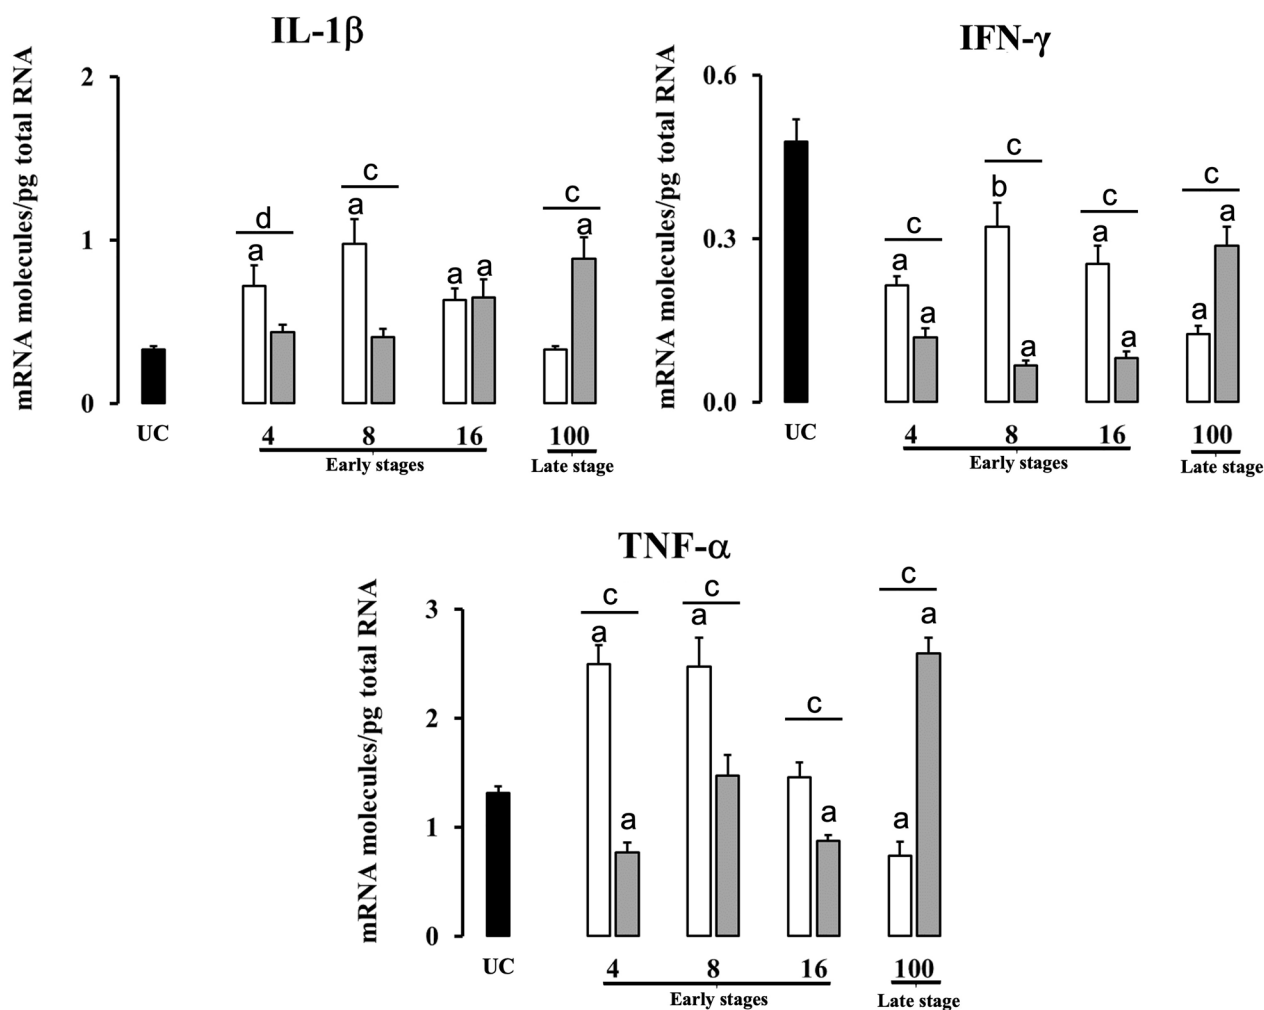 IL-1β
mRNA molecules/pg total RNA
2
1
0
d
a
c
a
a
a
c
a
UC
4
8
16
100
Early stages
Late stage
IFN-γ
mRNA molecules/pg total RNA
0.6
0.3
0.0
c
a
a
c
b
a
c
a
a
c
a
a
UC
4
8
16
100
Early stages
Late stage
TNF-α
mRNA molecules/pg total RNA
3
2
1
0
c
a
a
c
a
c
a
c
a
a
UC
4
8
16
100
Early stages
Late stage